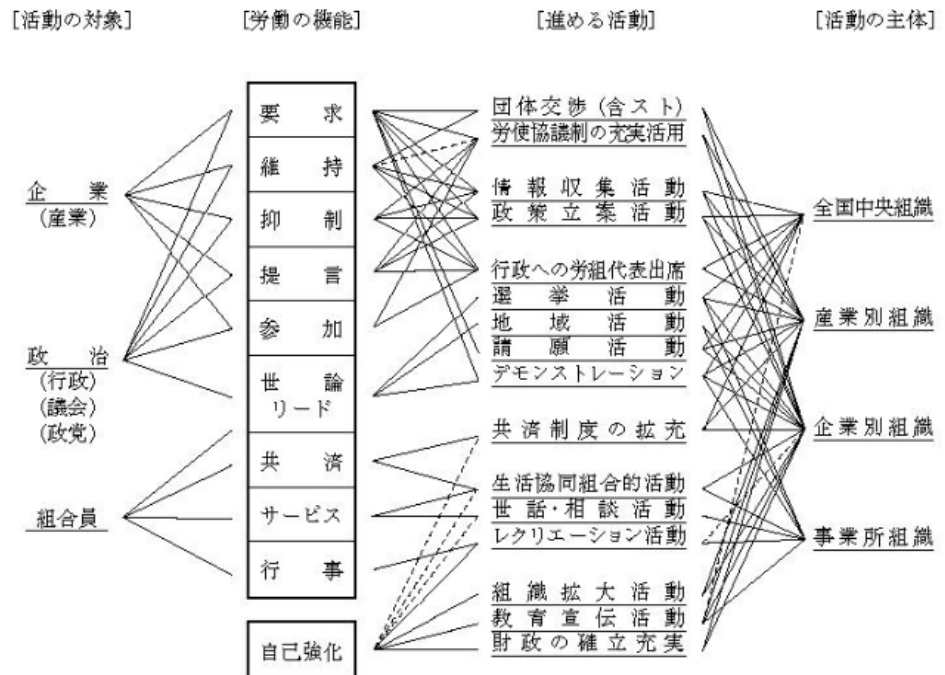 [活動の対象] [労働の機能] [進める活動] [活動の主体]
企業
(産業)
政治
(行政)
(議会)
(政党)
組合員
要求
維持
抑制
提言
参加
世論
リード
共済
サービス
行事
自己強化
団体交渉(含スト)
労使協議制の充実活用
情報収集活動
政策立案活動
行政への労組代表出席
選挙活動
地域活動
請願活動
デモンストレーション
共済制度の拡充
生活協同組合的活動
世話・相談活動
レクリエーション活動
組織拡大活動
教育宣伝活動
財政の確立充実
全国中央組織
産業別組織
企業別組織
事業所組織